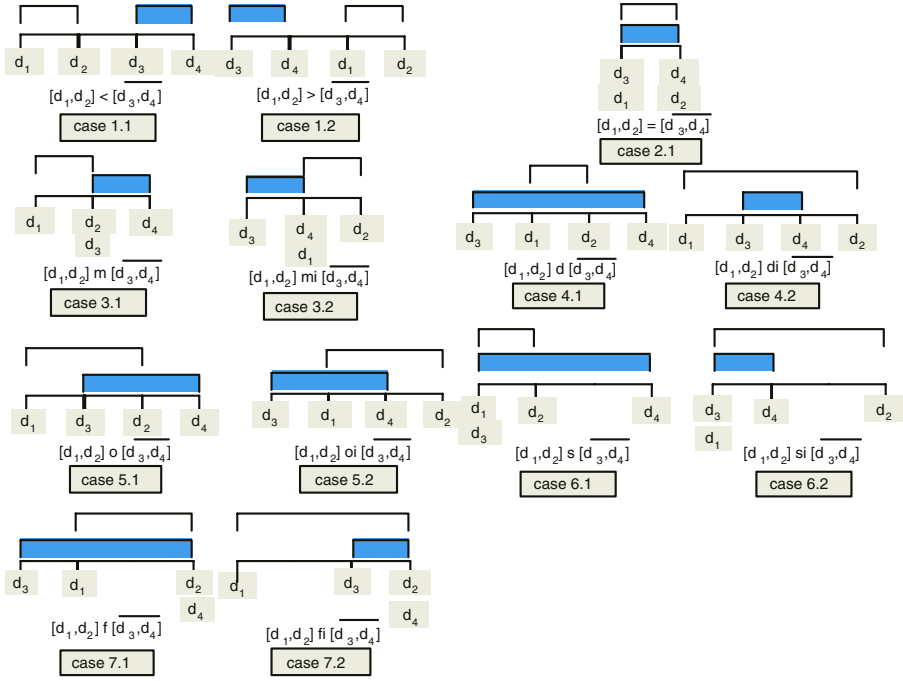 d1 d2 d3 d4
[d1,d2] < [d3,d4]
case 1.1
d3 d4 d1 d2
[d1,d2] > [d3,d4]
case 1.2
d3 d4
d1 d2
[d1,d2] = [d3,d4]
case 2.1
d1 d2 d4
d3
[d1,d2] m [d3,d4]
case 3.1
d3 d4 d2
d1
[d1,d2] mi [d3,d4]
case 3.2
d3 d1 d2 d4
[d1,d2] d [d3,d4]
case 4.1
d1 d3 d4 d2
[d1,d2] di [d3,d4]
case 4.2
d1 d3 d2 d4
[d1,d2] o [d3,d4]
case 5.1
d3 d1 d4 d2
[d1,d2] oi [d3,d4]
case 5.2
d1 d2 d4
d3
[d1,d2] s [d3,d4]
case 6.1
d3 d4 d2
d1
[d1,d2] si [d3,d4]
case 6.2
d3 d1 d2
d4
[d1,d2] f [d3,d4]
case 7.1
d1 d3 d2
d4
[d1,d2] fi [d3,d4]
case 7.2